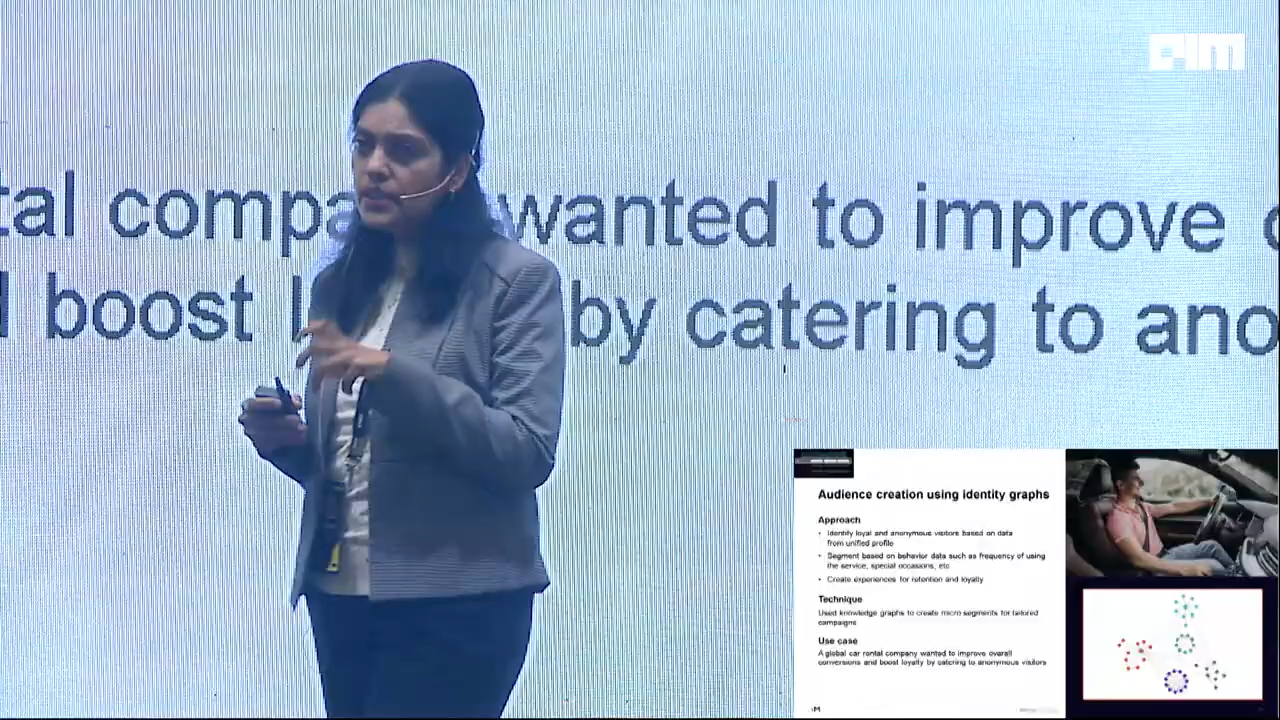 aim
tal compa wanted to improve
boost l by catering to ano
Audience creation using identity graphs
Approach
• Identify loyal and anonymous visitors based on data
from unified profile
• Segment based on behavior data such as frequency of using
the service, special occasions, etc
• Create experiences for retention and loyalty
Technique
Used knowledge graphs to create micro segments for tailored
campaigns
Use case
A global car rental company wanted to improve overall
conversions and boost loyalty by catering to anonymous visitors